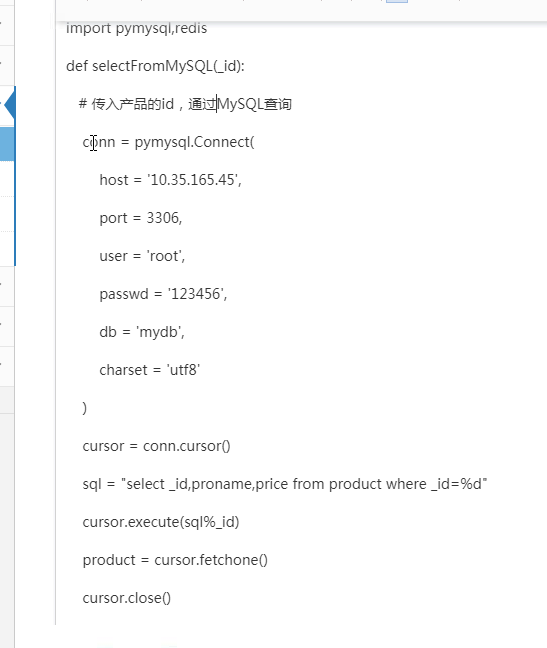 import pymysql,redis
def selectFromMySQL(_id):
# 传入产品的id，通过MySQL查询
conn = pymysql.Connect(
host = '10.35.165.45',
port = 3306,
user = 'root',
passwd = '123456',
db = 'mydb',
charset = 'utf8'
)
cursor = conn.cursor()
sql = "select _id,proname,price from product where _id=%d"
cursor.execute(sql%_id)
product = cursor.fetchone()
cursor.close()